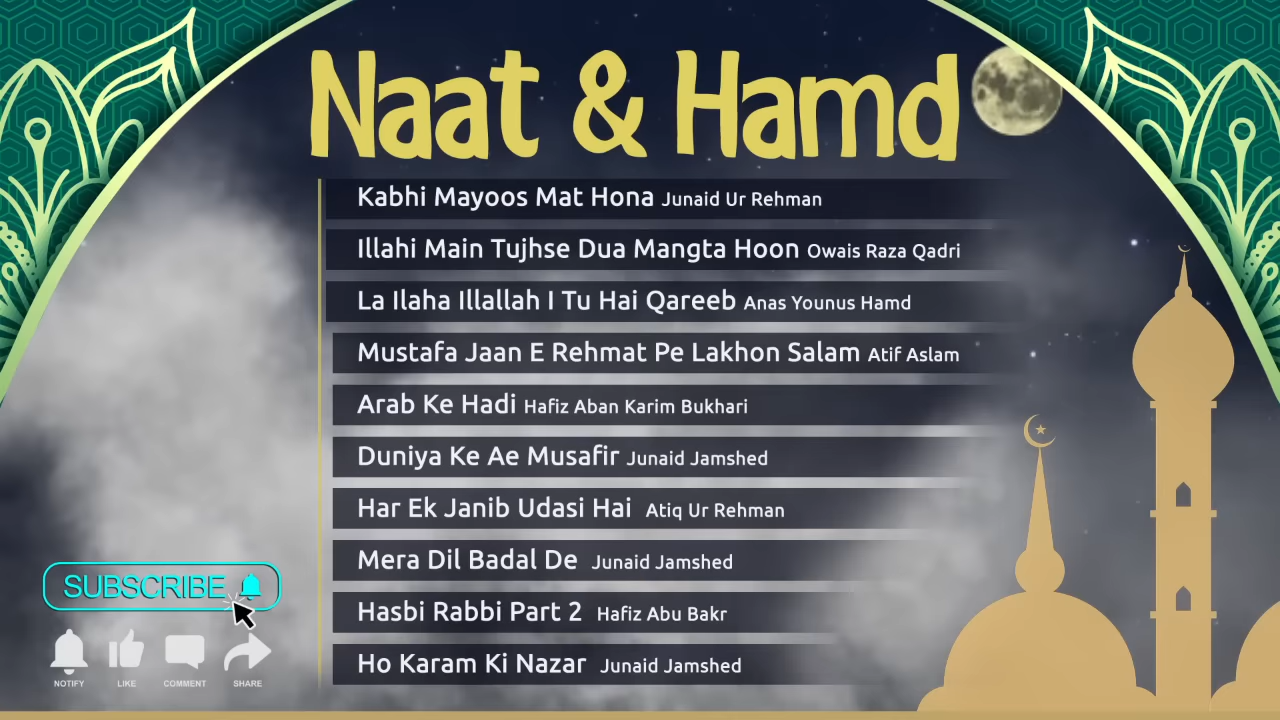 Naat & Hamd
Kabhi Mayoos Mat Hona Junaid Ur Rehman
Illahi Main Tujhse Dua Mangta Hoon Owais Raza Qadri
La Ilaha Illallah I Tu Hai Qareeb Anas Younus Hamd
Mustafa Jaan E Rehmat Pe Lakhon Salam Atif Aslam
Arab Ke Hadi Hafiz Aban Karim Bukhari
Duniya Ke Ae Musafir Junaid Jamshed
Har Ek Janib Udasi Hai Atiq Ur Rehman
Mera Dil Badal De Junaid Jamshed
Hasbi Rabbi Part 2 Hafiz Abu Bakr
Ho Karam Ki Nazar Junaid Jamshed
SUBSCRIBE
NOTIFY LIKE COMMENT SHARE